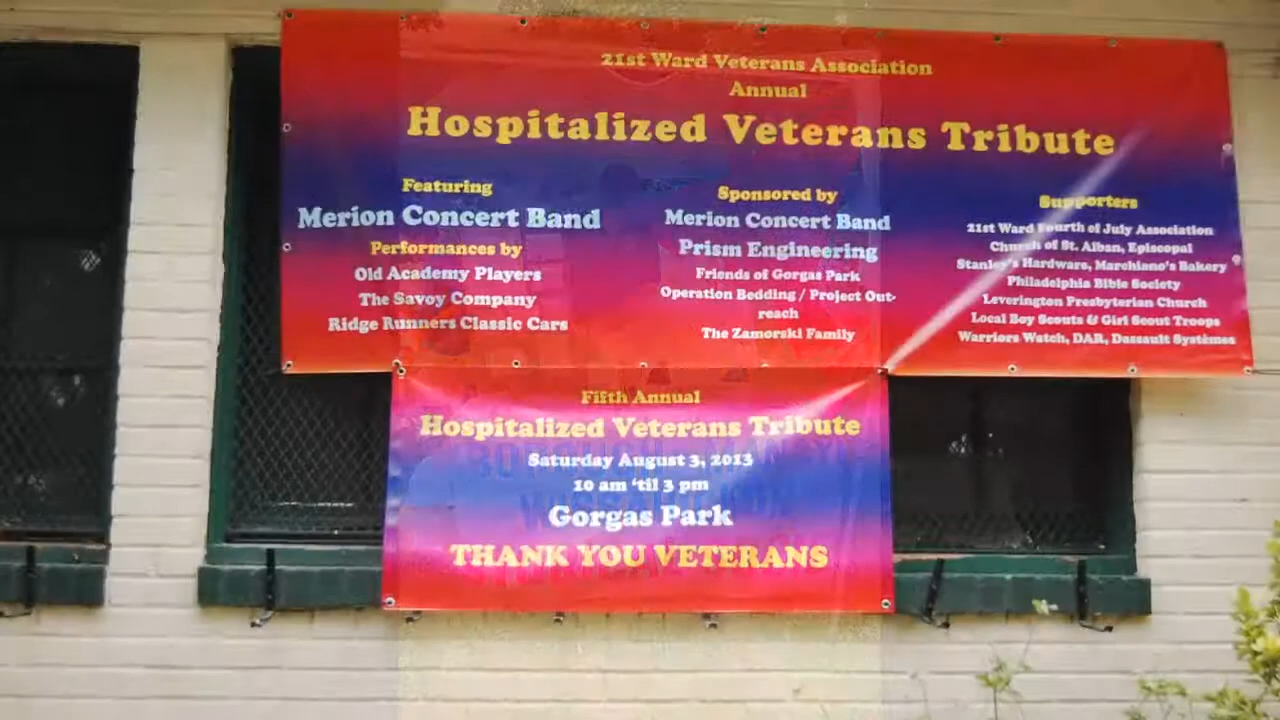 21st Ward Veterans Association
Annual
Hospitalized Veterans Tribute
Featuring
Merion Concert Band
Performances by
Old Academy Players
The Savoy Company
Ridge Runners Classic Cars
Sponsored by
Merion Concert Band
Prism Engineering
Friends of Gorgas Park
Operation Bedding / Project Out-
reach
The Zamorski Family
Supporters
21st Ward Fourth of July Association
Church of St. Alban, Episcopal
Stanley's Hardware, Marchiano's Bakery
Philadelphia Bible Society
Leverington Presbyterian Church
Local Boy Scouts & Girl Scout Troops
Warriors Watch, DAR, Dassault Systèmes
Fifth Annual
Hospitalized Veterans Tribute
Saturday August 3, 2013
10 am 'til 3 pm
Gorgas Park
THANK YOU VETERANS